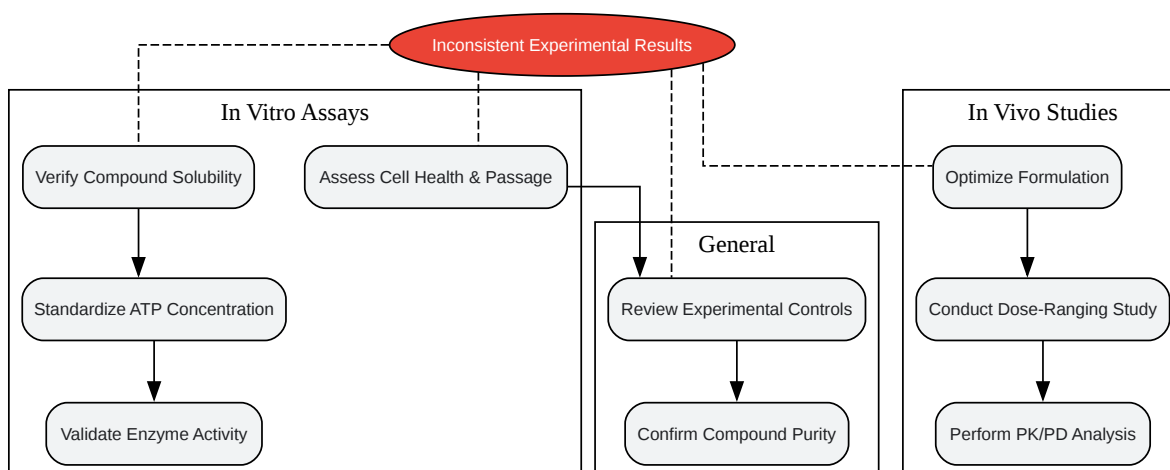 Inconsistent Experimental Results
In Vitro Assays
In Vivo Studies
Verify Compound Solubility
Assess Cell Health & Passage
Optimize Formulation
General
Standardize ATP Concentration
Review Experimental Controls
Conduct Dose-Ranging Study
Validate Enzyme Activity
Confirm Compound Purity
Perform PK/PD Analysis